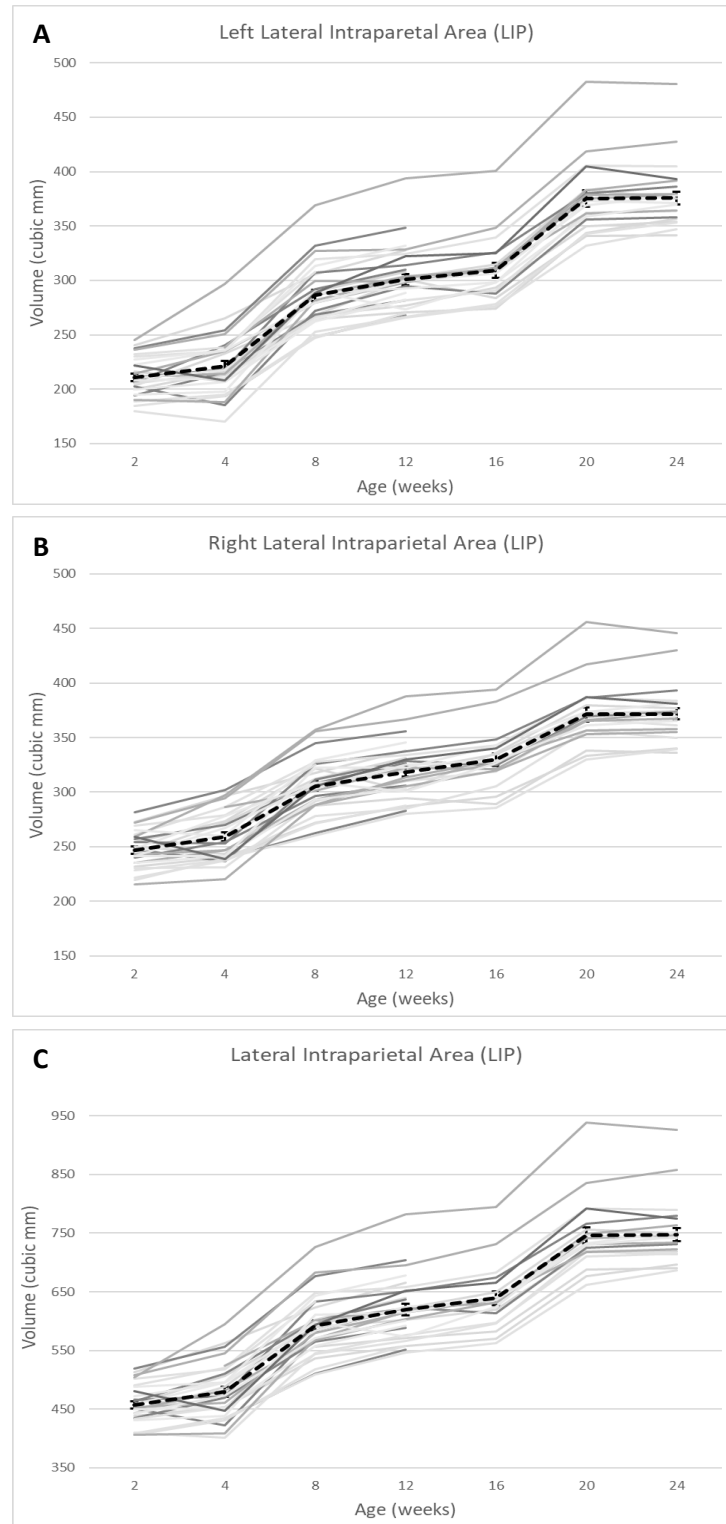 A
Left Lateral Intraparetal Area (LIP)
500
450
400
350
300
250
200
150
Volume (cubic mm)
2 4 8 12 16 20 24
Age (weeks)
B
Right Lateral Intraparietal Area (LIP)
500
450
400
350
300
250
200
150
Volume (cubic mm)
2 4 8 12 16 20 24
Age (weeks)
C
Lateral Intraparietal Area (LIP)
950
850
750
650
550
450
350
Volume (cubic mm)
2 4 8 12 16 20 24
Age (weeks)